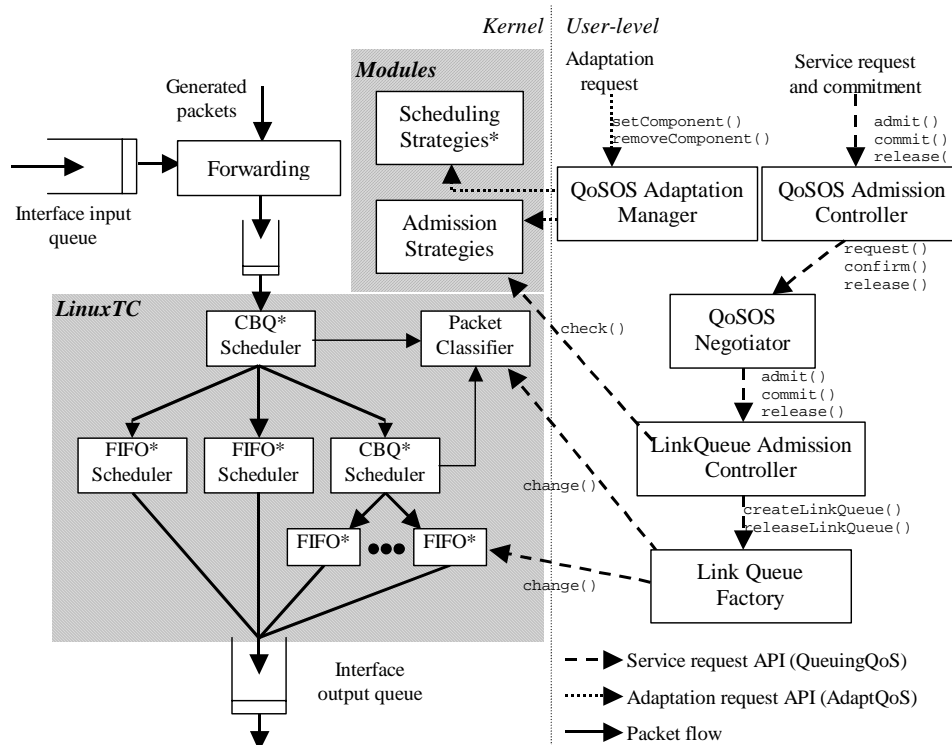 Kernel
User-level
Modules
Adaptation
request
Service request
and commitment
Generated
packets
Scheduling
Strategies*
setComponent()
removeComponent()
admit()
commit()
release(
Forwarding
QoSOS Adaptation
Manager
QoSOS Admission
Controller
Interface input
queue
Admission
Strategies
request()
confirm()
release()
LinuxTC
CBQ*
Scheduler
Packet
Classifier
check()
QoSOS
Negotiator
admit()
commit()
release()
FIFO*
Scheduler
FIFO*
Scheduler
CBQ*
Scheduler
LinkQueue Admission
Controller
change()
createLinkQueue()
releaseLinkQueue()
FIFO*
FIFO*
change()
Link Queue
Factory
Interface
output queue
Service request API (QueuingQoS)
Adaptation request API (AdaptQoS)
Packet flow